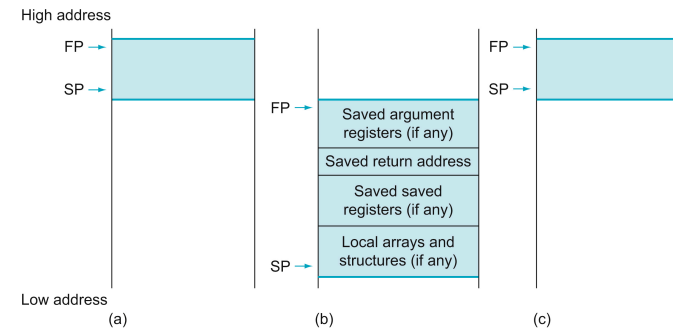 High address
FP
SP
FP
Saved argument
registers (if any)
Saved return address
Saved saved
registers (if any)
Local arrays and
structures (if any)
SP
FP
SP
Low address
(a)
(b)
(c)